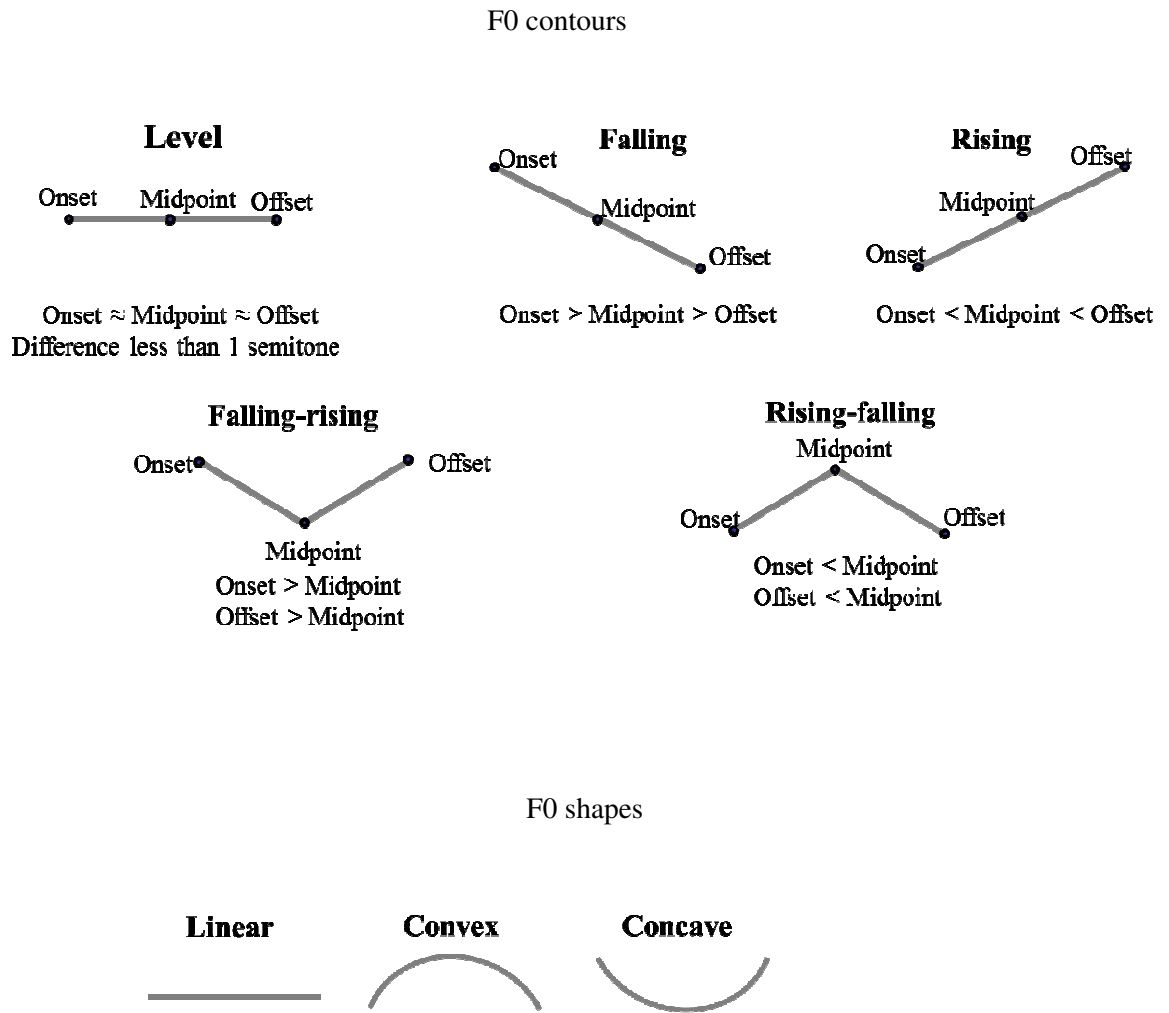 F0 contours
Level
Onset Midpoint Offset
Onset ≈ Midpoint ≈ Offset
Difference less than 1 semitone
Falling
Onset
Midpoint
Offset
Onset > Midpoint > Offset
Rising
Offset
Midpoint
Onset
Onset < Midpoint < Offset
Falling-rising
Onset Offset
Midpoint
Onset > Midpoint
Offset > Midpoint
Rising-falling
Midpoint
Onset Offset
Onset < Midpoint
Offset < Midpoint
F0 shapes
Linear Convex Concave